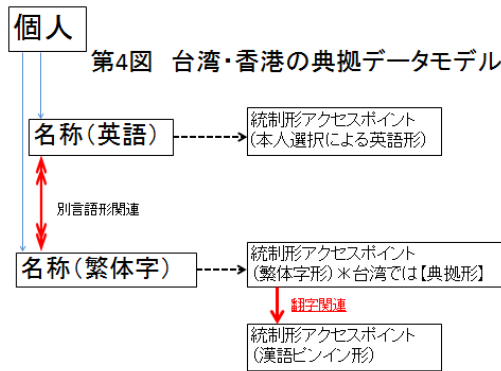 個人
第4図　台湾・香港の典拠データモデル
名称（英語）
統制形アクセスポイント
（本人選択による英語形）
別言語形関連
名称（繁体字）
統制形アクセスポイント
（繁体字形）＊台湾では【典拠形】
翻字関連
統制形アクセスポイント
（漢語ピンイン形）